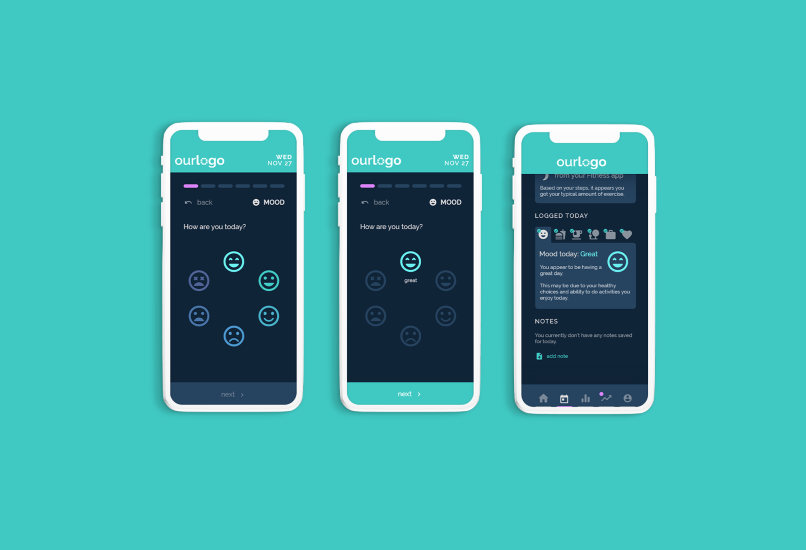 ourlogo
WED
NOV 27
back
MOOD
How are you today?
next
ourlogo
WED
NOV 27
back
MOOD
How are you today?
great
next
ourlogo
from your Fitness app
Based on your steps, it appears you
got your typical amount of exercise.
LOGGED TODAY
Mood today: Great
You appear to be having a
great day.
This may be due to your healthy
choices and ability to do activities you
enjoy today.
NOTES
You currently don't have any notes saved
for today.
add note